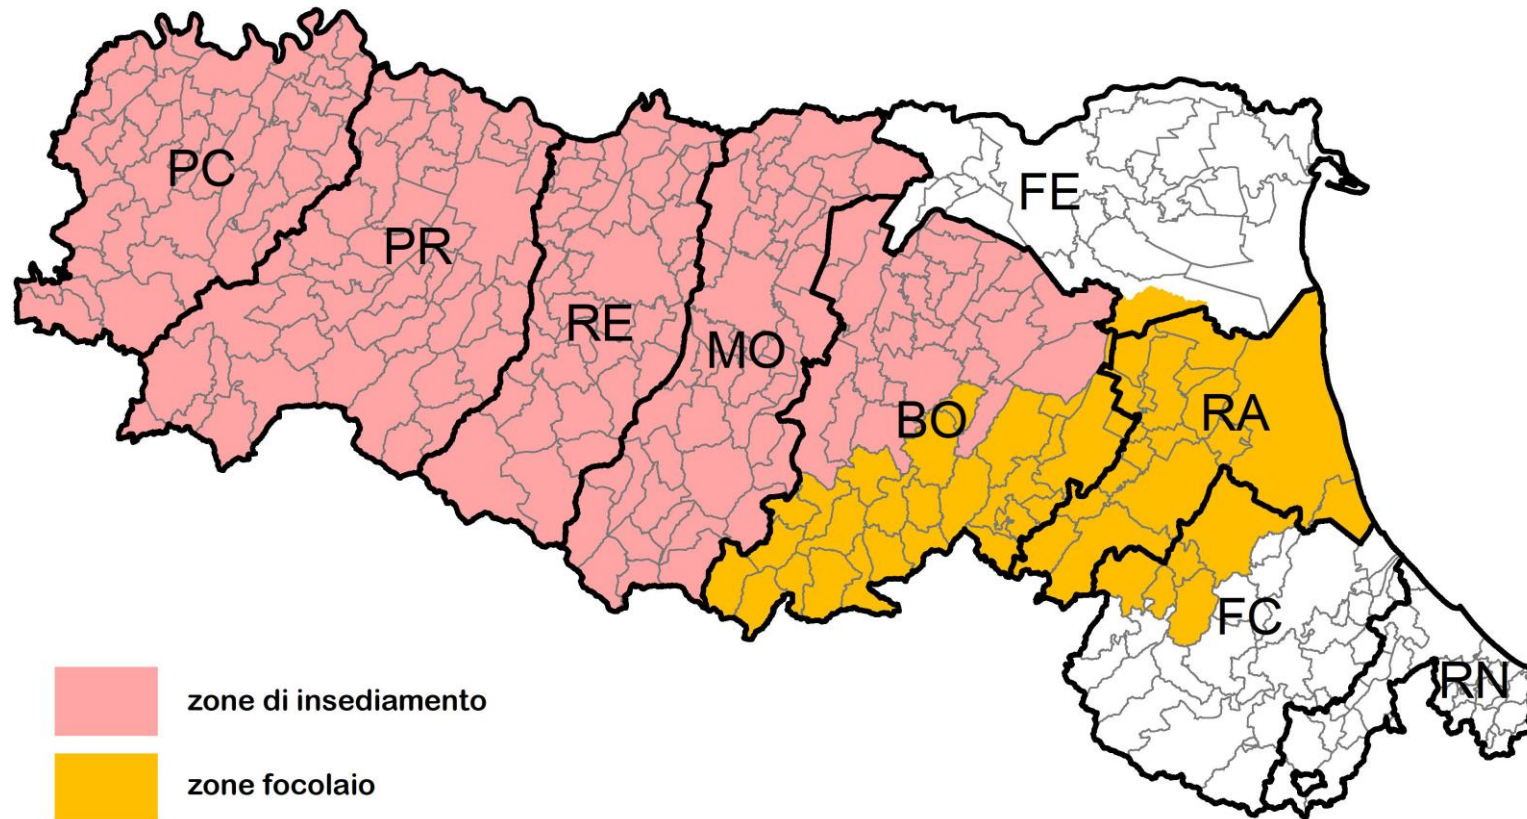 PC
PR
RE
MO
BO
FE
RA
FC
RN
zone di insediamento
zone focolaio